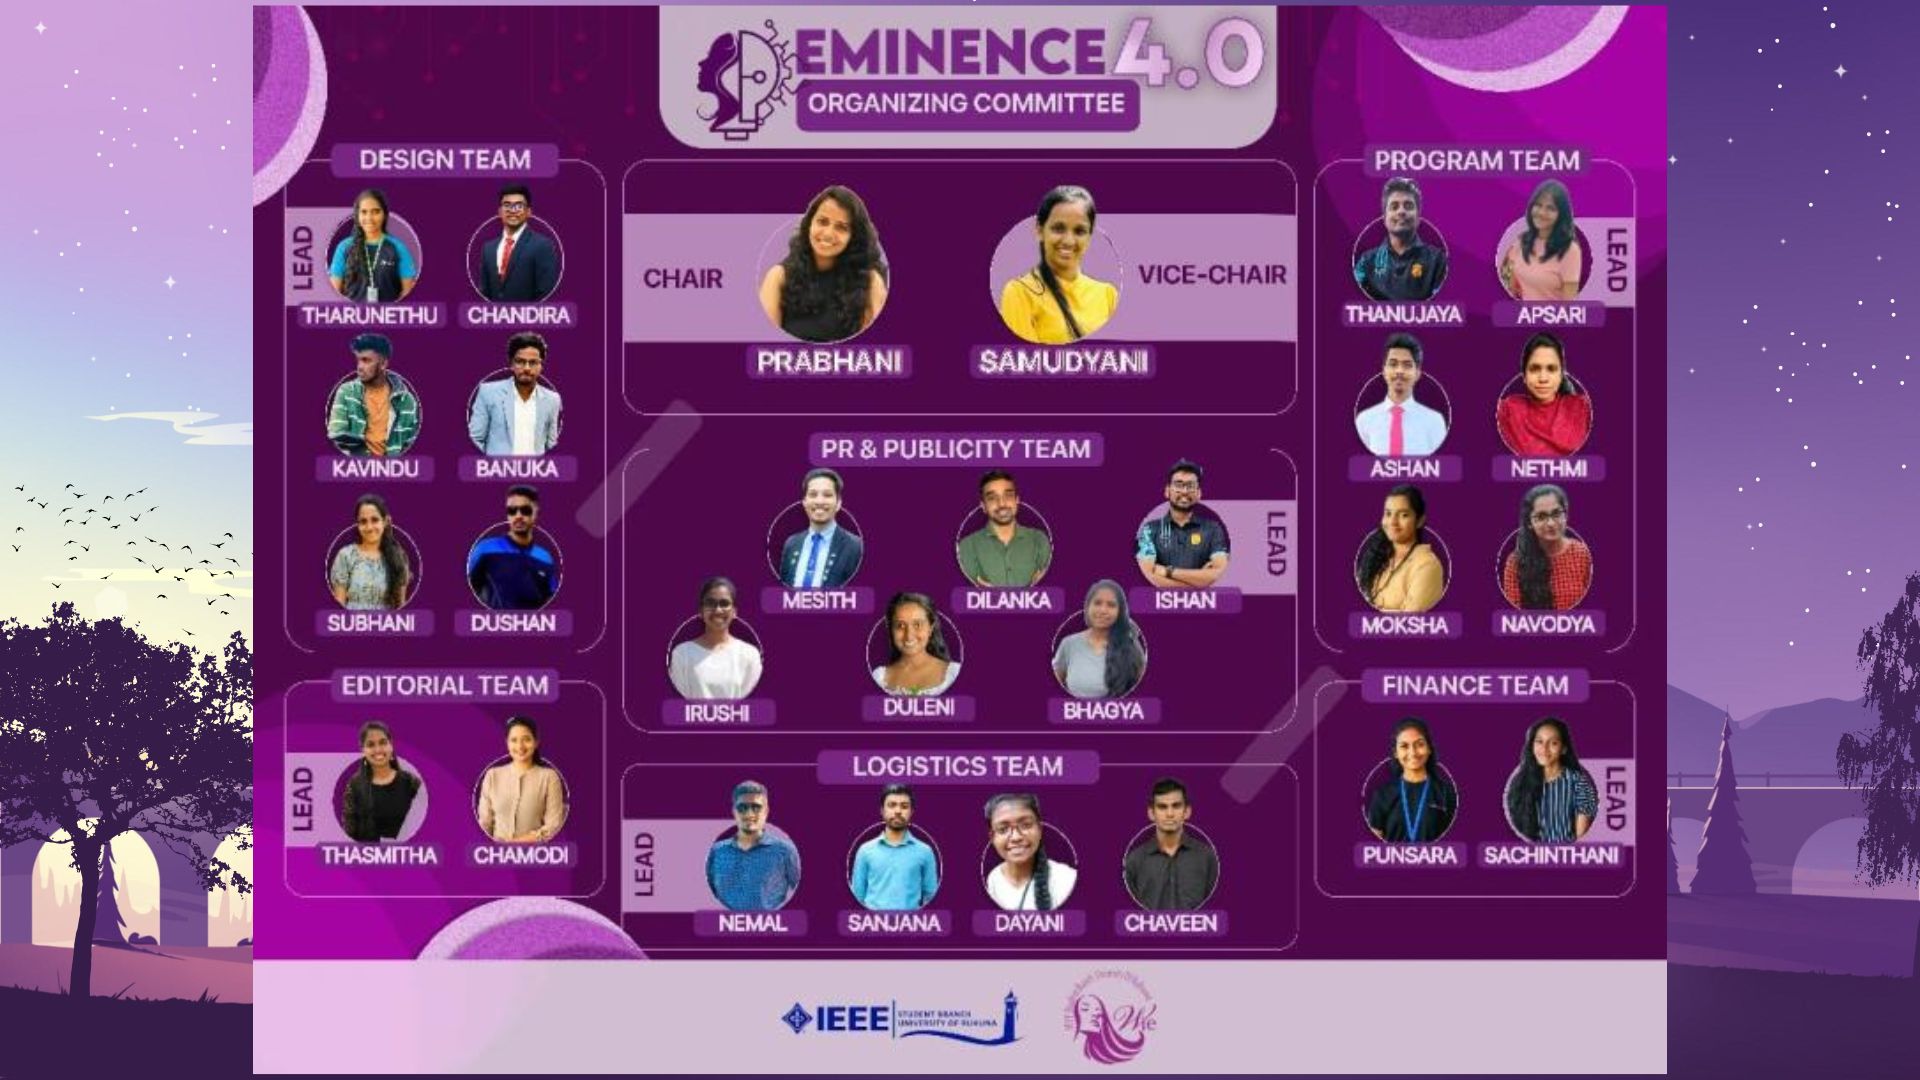 EMINENCE 4.0
ORGANIZING COMMITTEE
DESIGN TEAM
LEAD
THARUNETHU
CHANDIRA
KAVINDU
BANUKA
SUBHANI
DUSHAN
EDITORIAL TEAM
LEAD
THASMITHA
CHAMODI
CHAIR
PRABHANI
SAMUDYANI
VICE-CHAIR
PR & PUBLICITY TEAM
MESITH
DILANKA
ISHAN
LEAD
IRUSHI
DULENI
BHAGYA
LOGISTICS TEAM
LEAD
NEMAL
SANJANA
DAYANI
CHAVEEN
PROGRAM TEAM
THANUJAYA
APSARI
LEAD
ASHAN
NETHMI
MOKSHA
NAVODYA
FINANCE TEAM
PUNSARA
SACHINTHANI
LEAD
IEEE
STUDENT BRANCH
UNIVERSITY OF RUHUNA
WIE